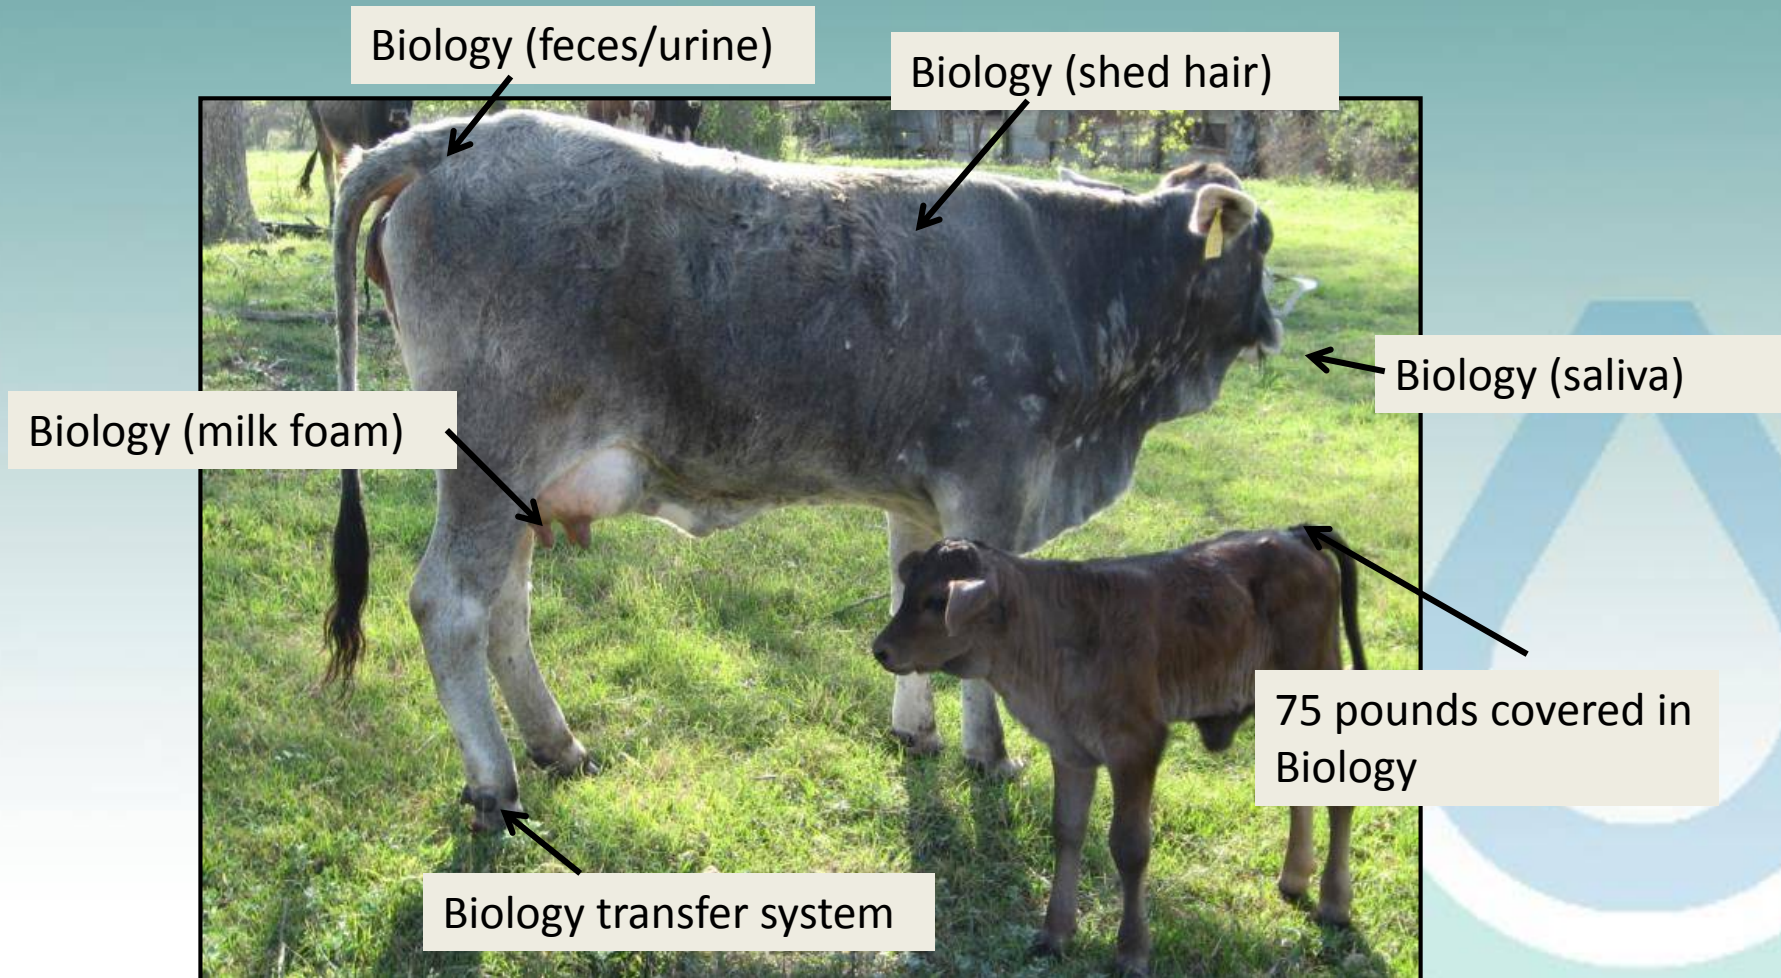 Biology (feces/urine)
Biology (shed hair)
Biology (saliva)
Biology (milk foam)
75 pounds covered in
Biology
Biology transfer system